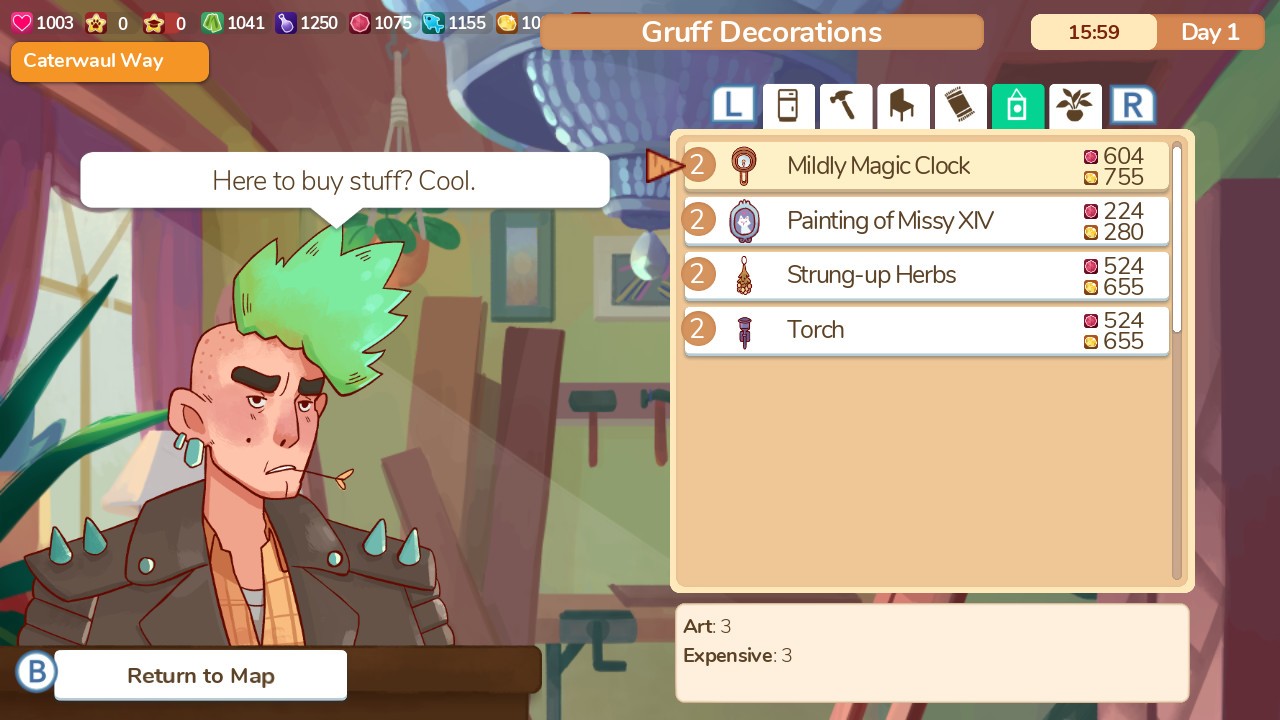 1003 0 0 1041 1250 1075 1155 10
Gruff Decorations
15:59 Day 1
Caterwaul Way
L R
Here to buy stuff? Cool.
2 Mildly Magic Clock 604
755
2 Painting of Missy XIV 224
280
2 Strung-up Herbs 524
655
2 Torch 524
655
Art: 3
Expensive: 3
B Return to Map